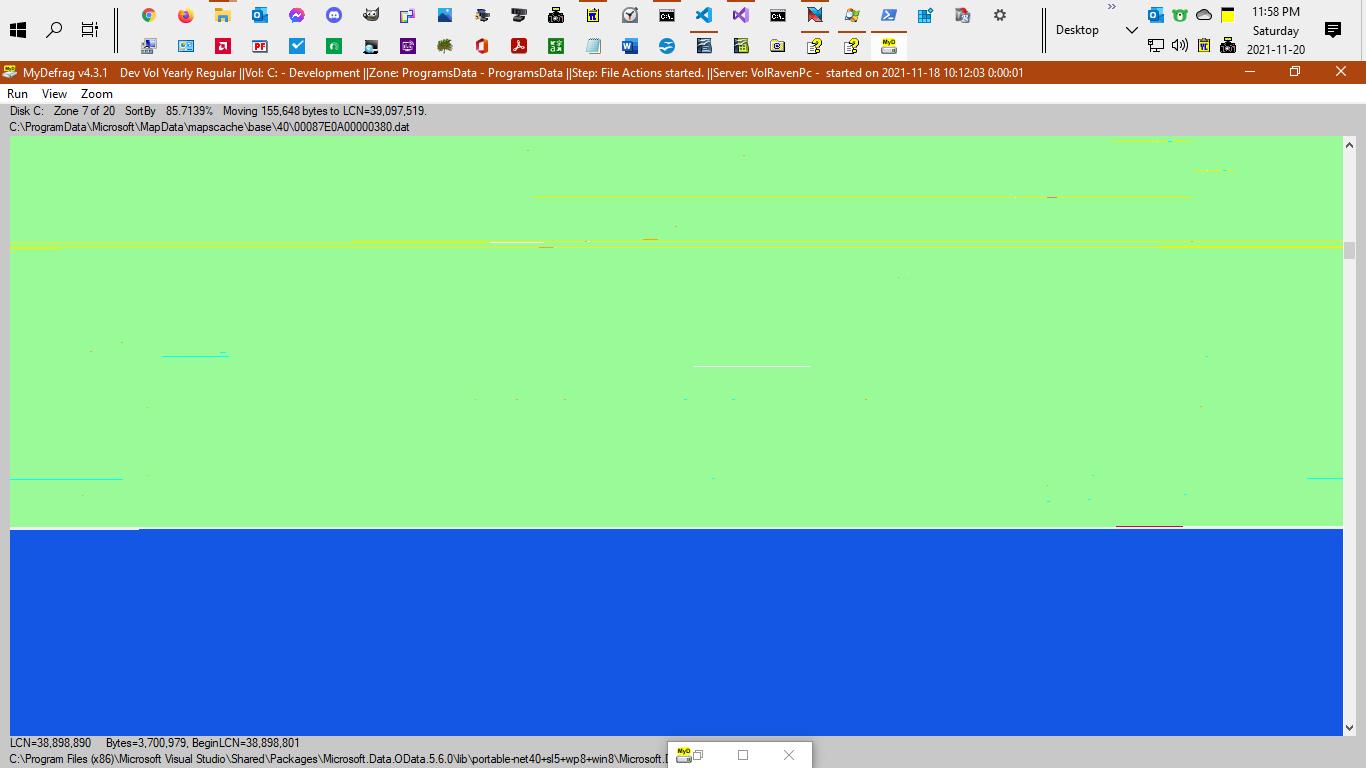 11:58 PM
Desktop
Saturday
2021-11-20
MyDefrag v4.3.1 Dev Vol Yearly Regular ||Vol: C: - Development ||Zone: ProgramsData - ProgramsData ||Step: File Actions started. ||Server: VolRavenPc - started on 2021-11-18 10:12:03 0:00:01
Run View Zoom
Disk C: Zone 7 of 20 SortBy 85.7139% Moving 155,648 bytes to LCN=39,097,519.
C:\ProgramData\Microsoft\MapData\mapscache\base\40\00087E0A00000380.dat
LCN=38,898,890 Bytes=3,700,979, BeginLCN=38,898,801
C:\Program Files (x86)\Microsoft Visual Studio\Shared\Packages\Microsoft.Data.OData.5.6.0\lib\portable-net40+sl5+wp8+win8\Microsoft.
MyD